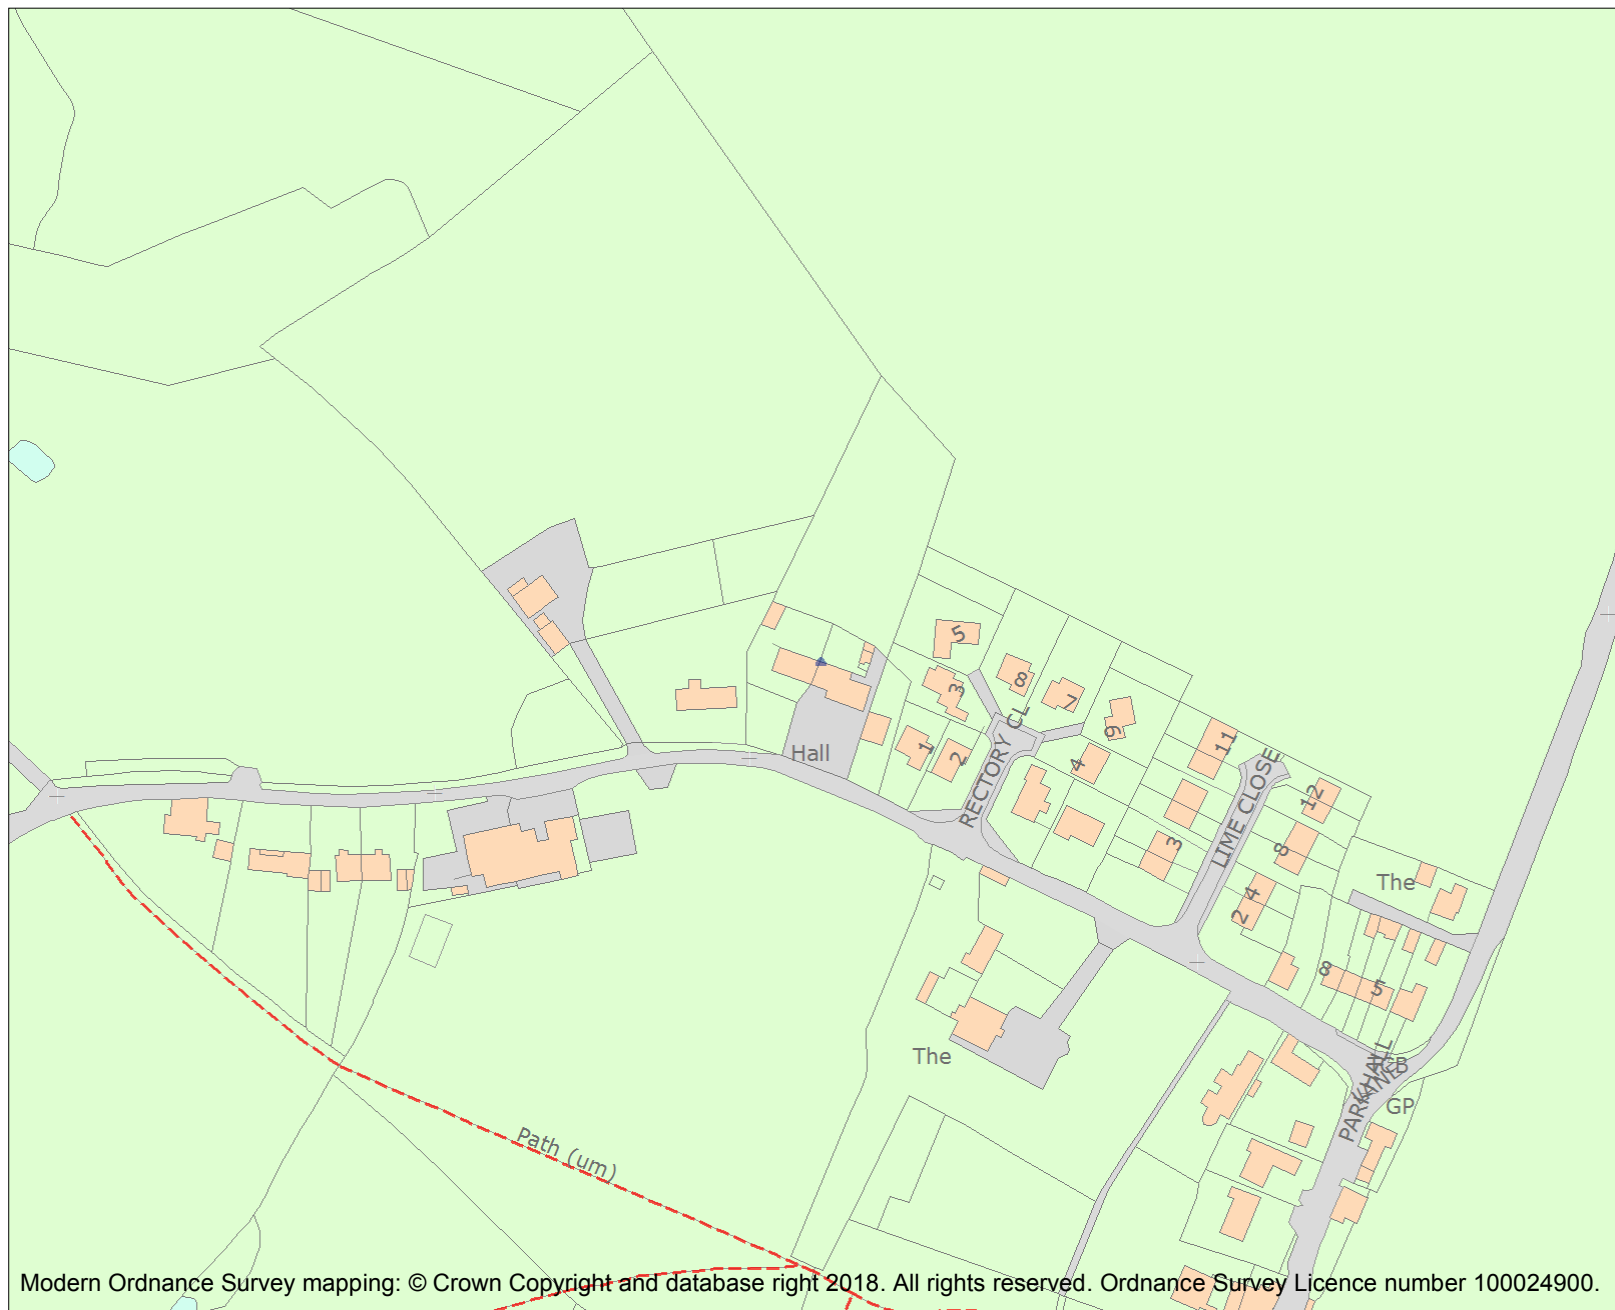 5
8
3
7
CL
6
1
2
RECTORY
4
11
Hall
LIME CLOSE
12
3
8
The
4
2
8
5
The
PARKHALL
LANE
GP
Path (um)
Modern Ordnance Survey mapping: © Crown Copyright and database right 2018. All rights reserved. Ordnance Survey Licence number 100024900.